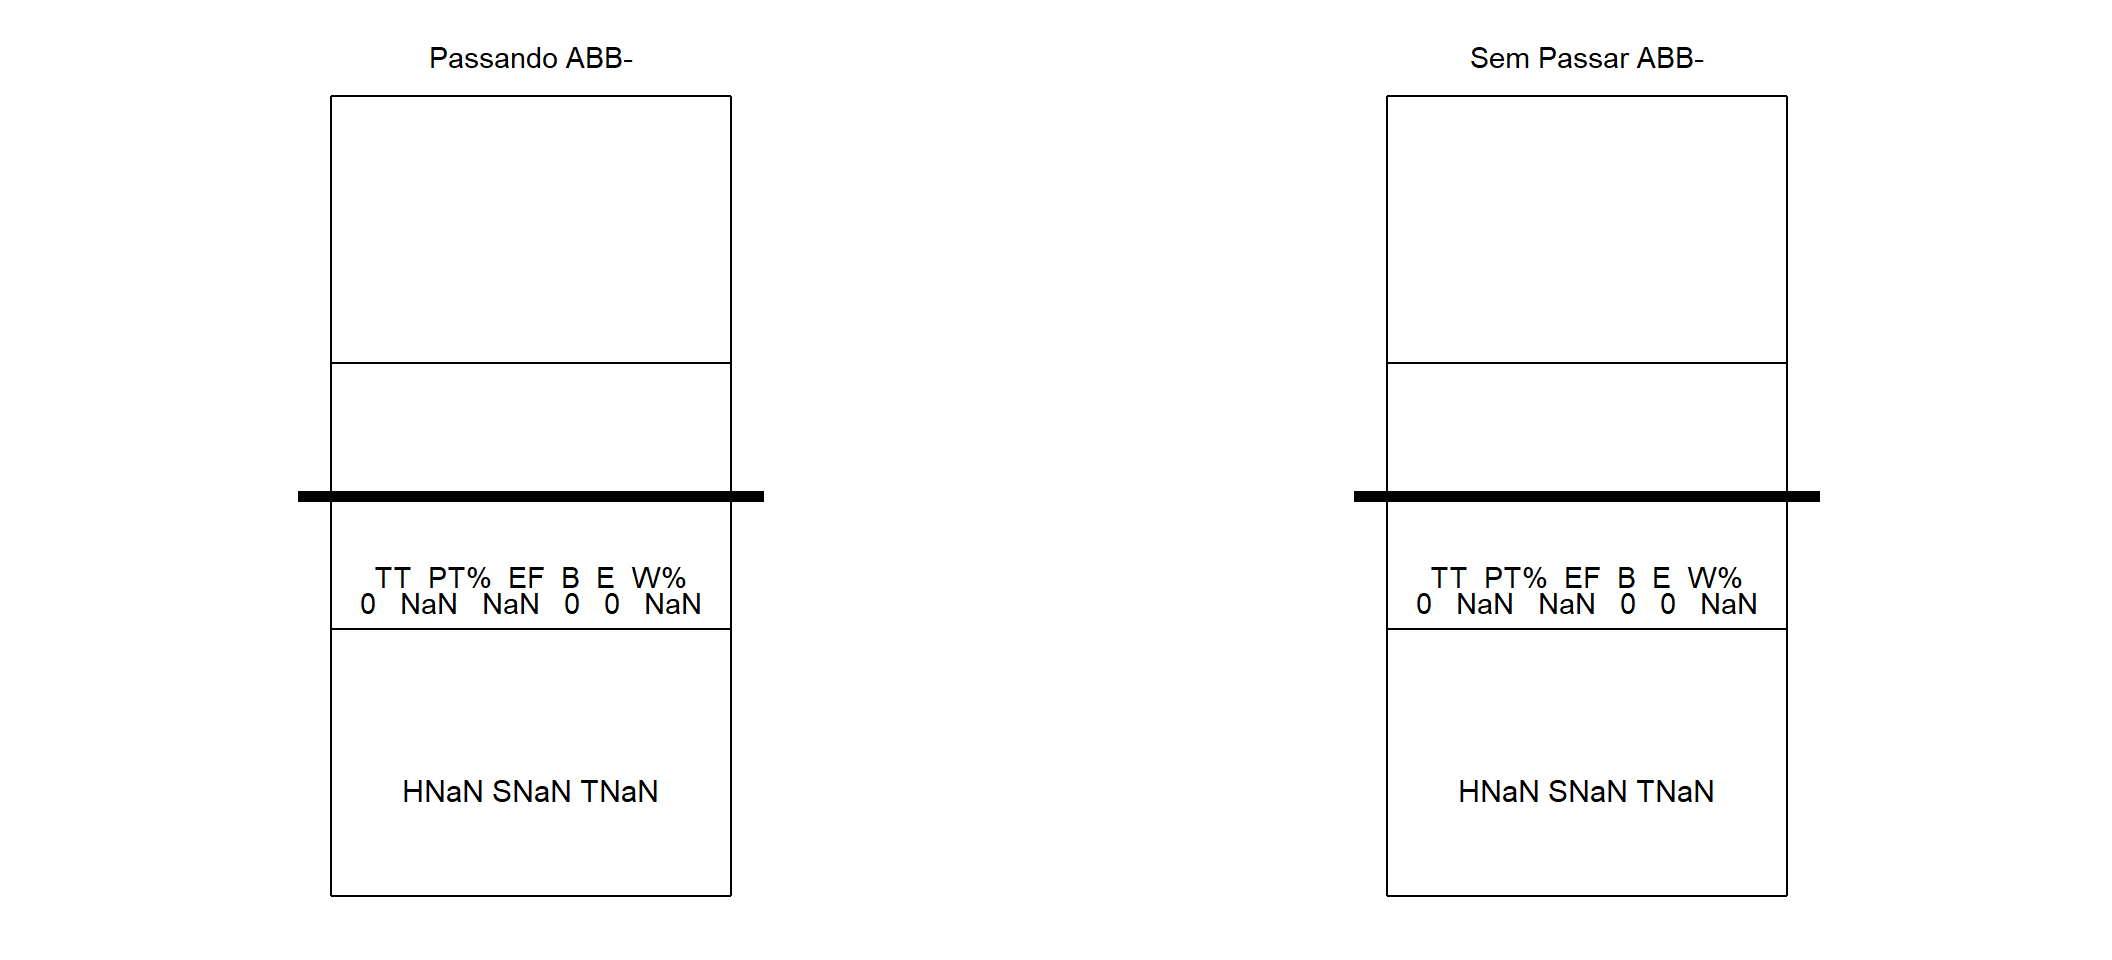 Passando ABB-
TT PT% EF B E W%
0 NaN NaN 0 0 NaN
HNaN SNaN TNaN
Sem Passar ABB-
TT PT% EF B E W%
0 NaN NaN 0 0 NaN
HNaN SNaN TNaN